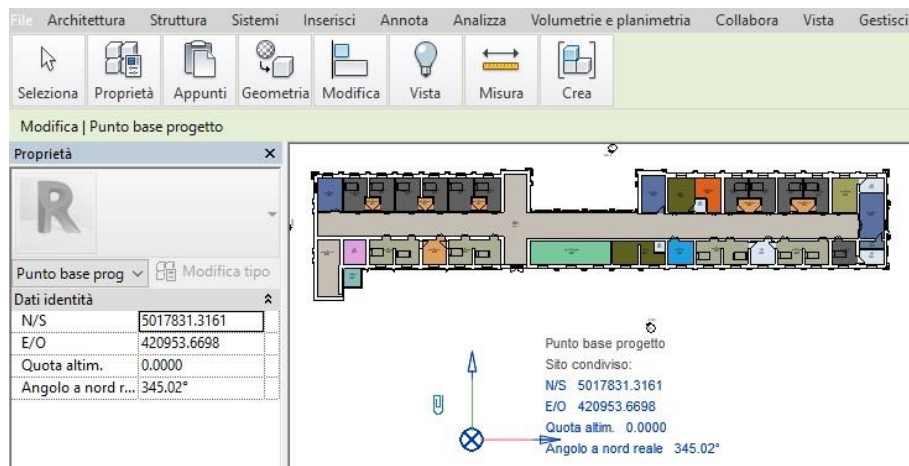 File Architettura Struttura Sistemi Inserisci Annota Analizza Volumetrie e planimetria Collabora Vista Gestisci
Seleziona Proprietà Appunti Geometria Modifica Vista Misura Crea
Modifica | Punto base progetto
Proprietà
R
Punto base prog
Modifica tipo
Dati identità
N/S 5017831.3161
E/O 420953.6698
Quota altim. 0.0000
Angolo a nord r... 345.02°
Punto base progetto
Sito condiviso:
N/S 5017831.3161
E/O 420953.6698
Quota altim. 0.0000
Angolo a nord reale 345.02°